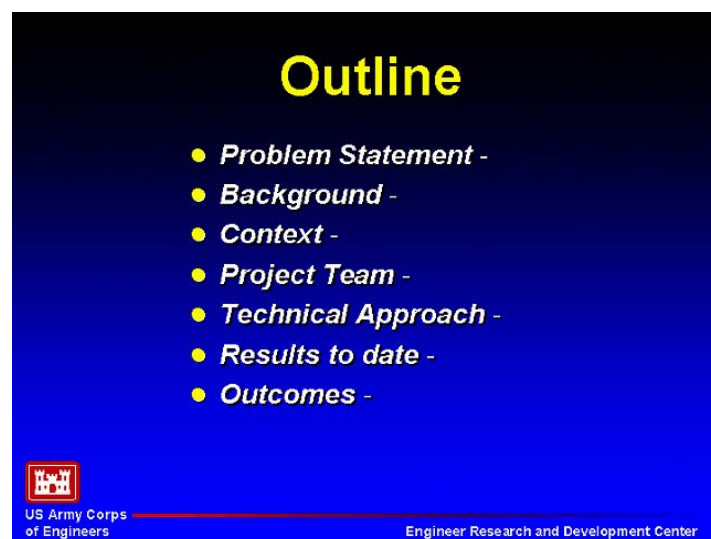 Outline
Problem Statement -
Background -
Context -
Project Team -
Technical Approach -
Results to date -
Outcomes -
US Army Corps
of Engineers
Engineer Research and Development Center